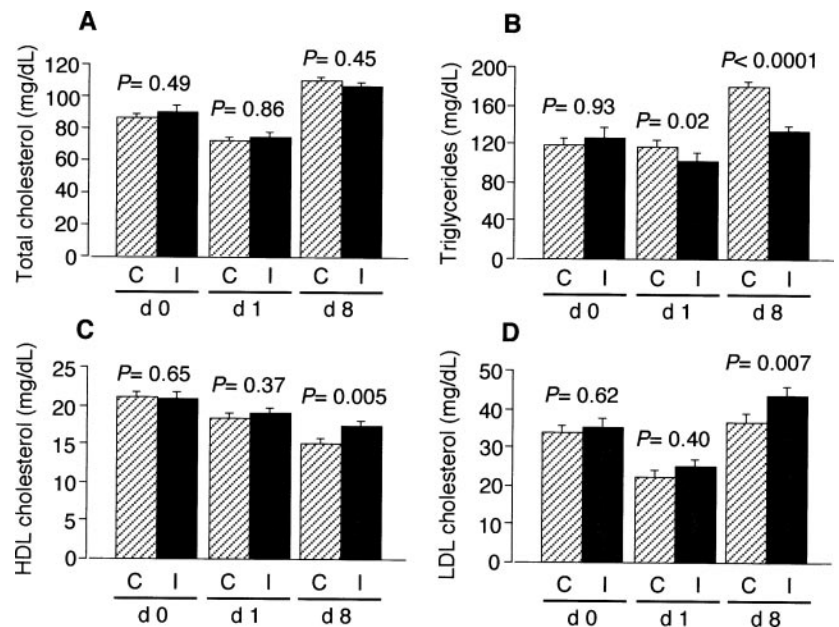 A
Total cholesterol (mg/dL)
120
100
80
60
40
20
0
P= 0.49
P= 0.86
P= 0.45
C I C I C I
d 0 d 1 d 8
B
Triglycerides (mg/dL)
200
160
120
80
40
0
P= 0.93
P= 0.02
P< 0.0001
C I C I C I
d 0 d 1 d 8
C
HDL cholesterol (mg/dL)
25
20
15
10
5
0
P= 0.65
P= 0.37
P= 0.005
C I C I C I
d 0 d 1 d 8
D
LDL cholesterol (mg/dL)
50
40
30
20
10
0
P= 0.62
P= 0.40
P= 0.007
C I C I C I
d 0 d 1 d 8